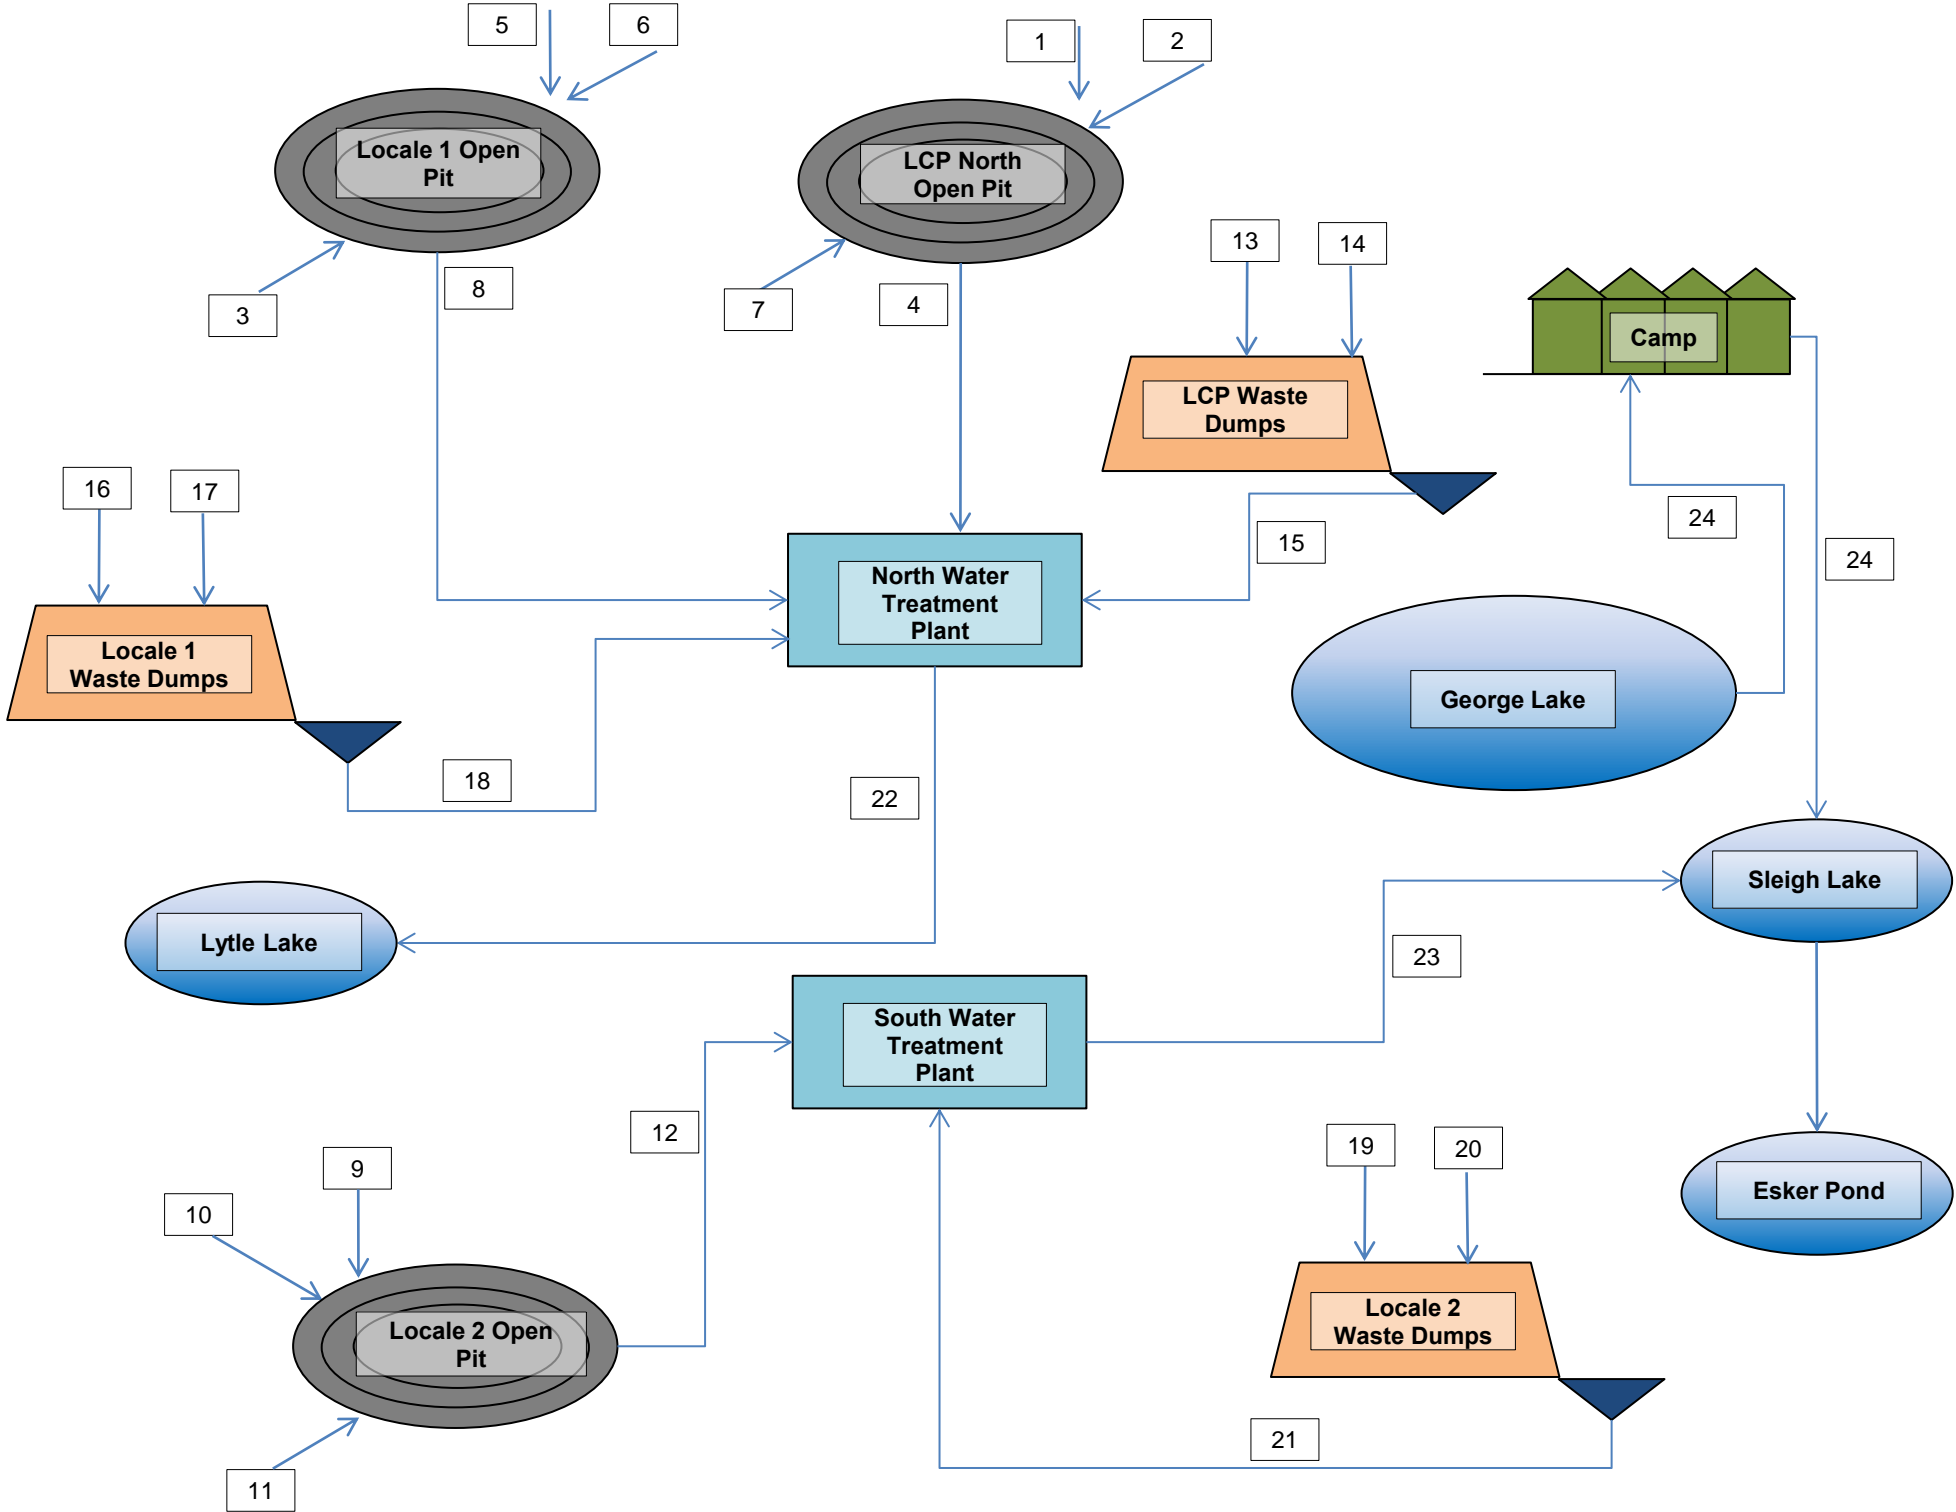 5
6
1
2
Locale 1 Open
Pit
LCP North
Open Pit
3
8
7
4
13
14
Camp
LCP Waste
Dumps
16
17
15
24
24
North Water
Treatment
Plant
Locale 1
Waste Dumps
George Lake
18
22
Sleigh Lake
Lytle Lake
23
South Water
Treatment
Plant
12
9
10
19
20
Esker Pond
Locale 2 Open
Pit
Locale 2
Waste Dumps
21
11